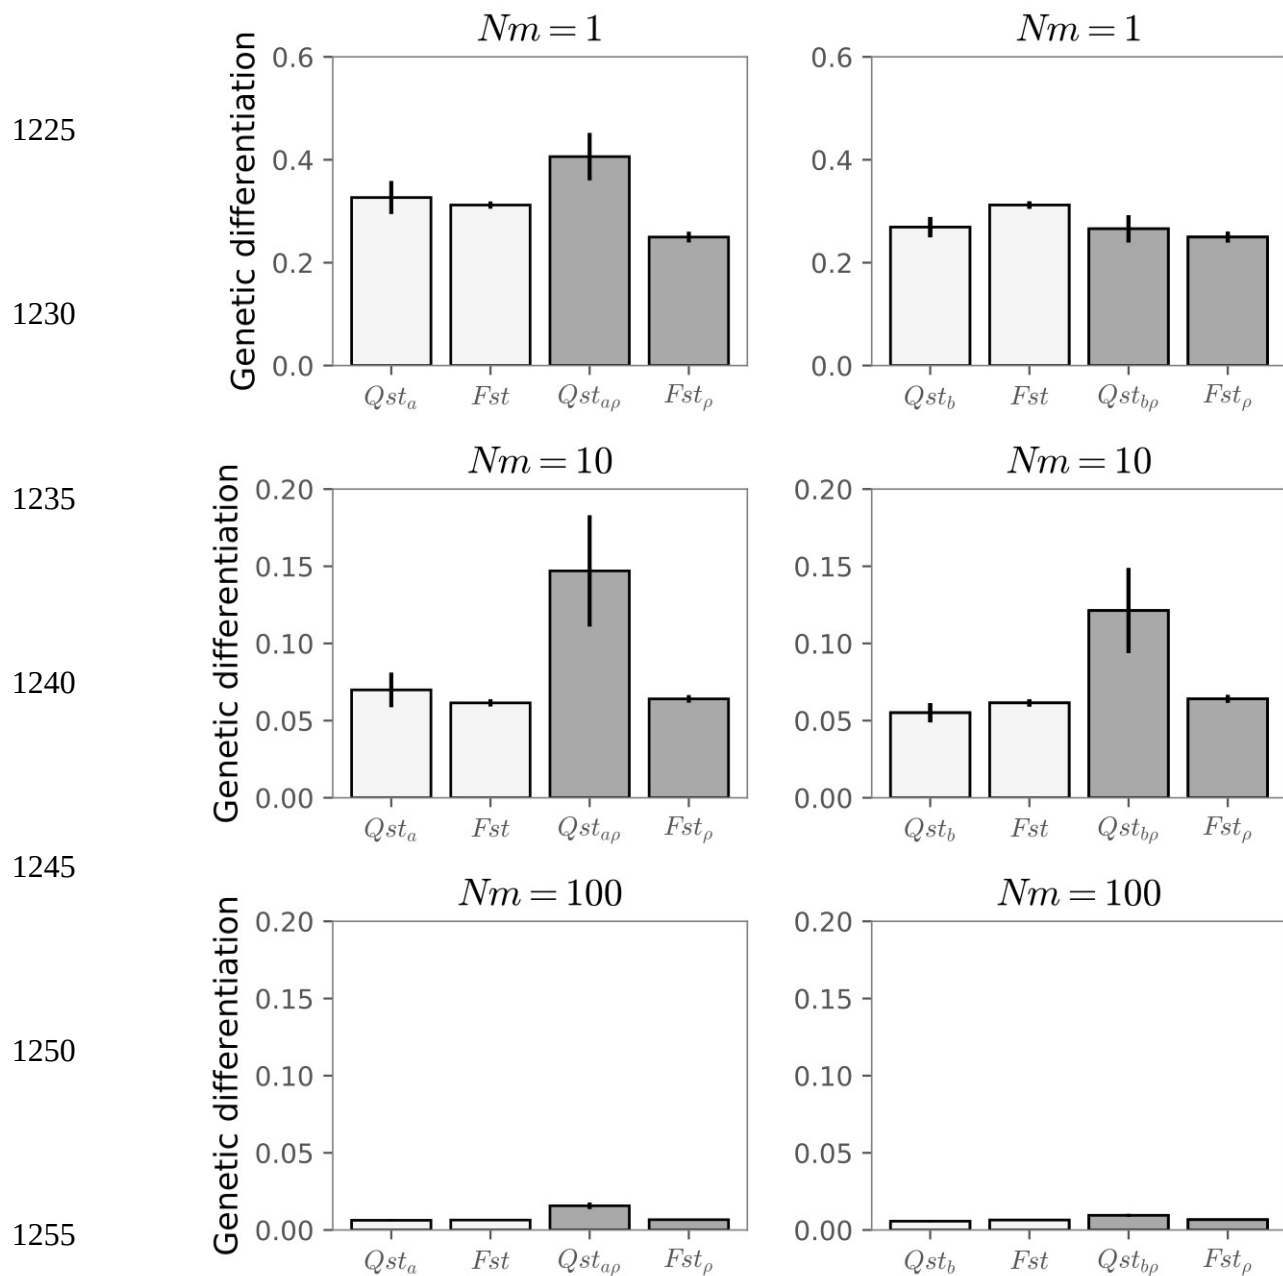 Nm = 1
Nm = 1
1225
1230
Genetic differentiation
0.6
0.4
0.2
0.0
Qst_a Fst Qst_aρ Fst_ρ
0.6
0.4
0.2
0.0
Qst_b Fst Qst_bρ Fst_ρ
Nm = 10
Nm = 10
1235
1240
Genetic differentiation
0.20
0.15
0.10
0.05
0.00
Qst_a Fst Qst_aρ Fst_ρ
0.20
0.15
0.10
0.05
0.00
Qst_b Fst Qst_bρ Fst_ρ
1245
Nm = 100
Nm = 100
1250
1255
Genetic differentiation
0.20
0.15
0.10
0.05
0.00
Qst_a Fst Qst_aρ Fst_ρ
0.20
0.15
0.10
0.05
0.00
Qst_b Fst Qst_bρ Fst_ρ